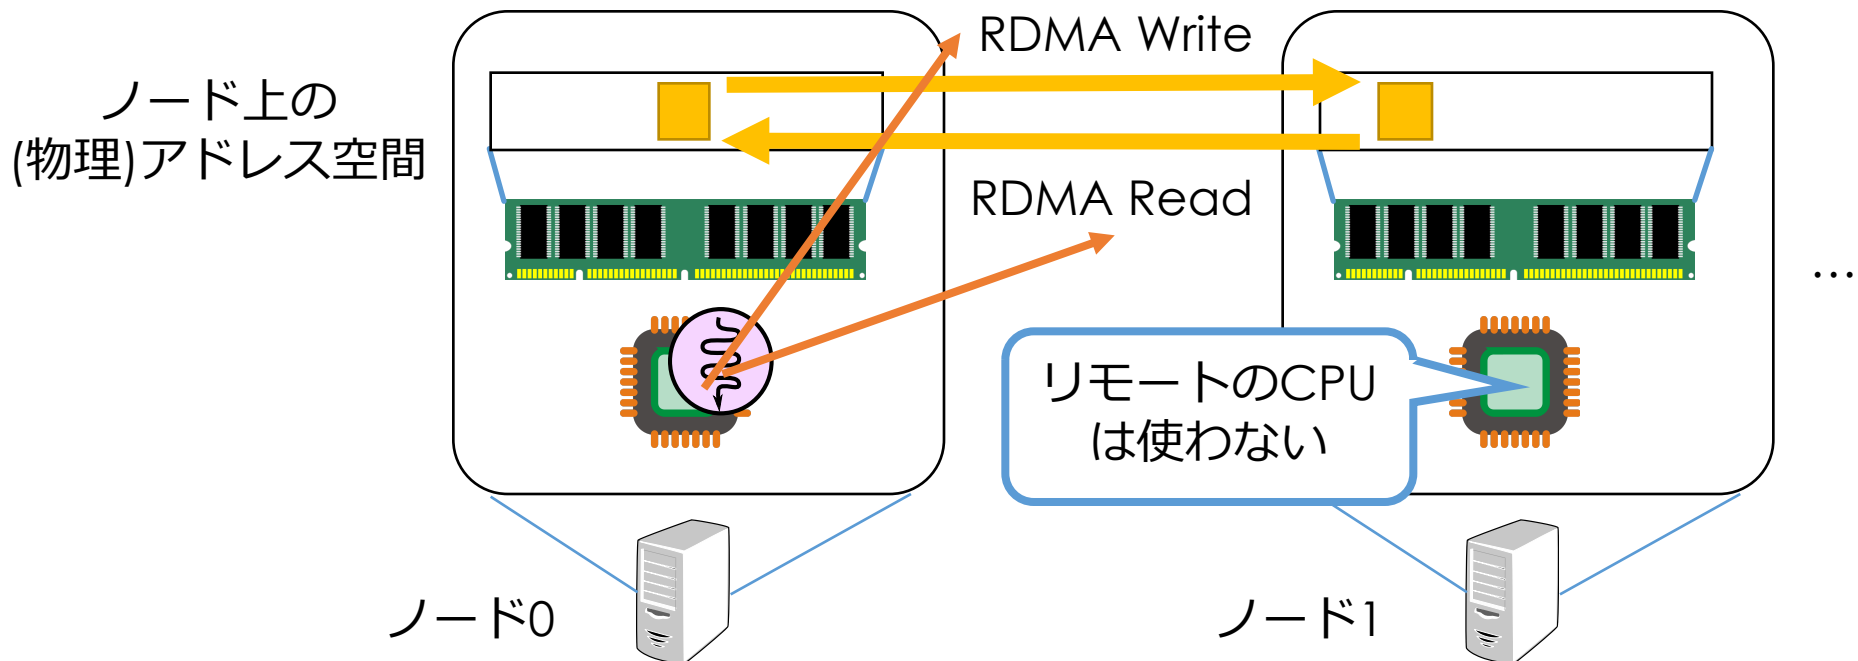 RDMA Write
ノード上の
(物理)アドレス空間
RDMA Read
…
リモートのCPU
は使わない
ノード0
ノード1